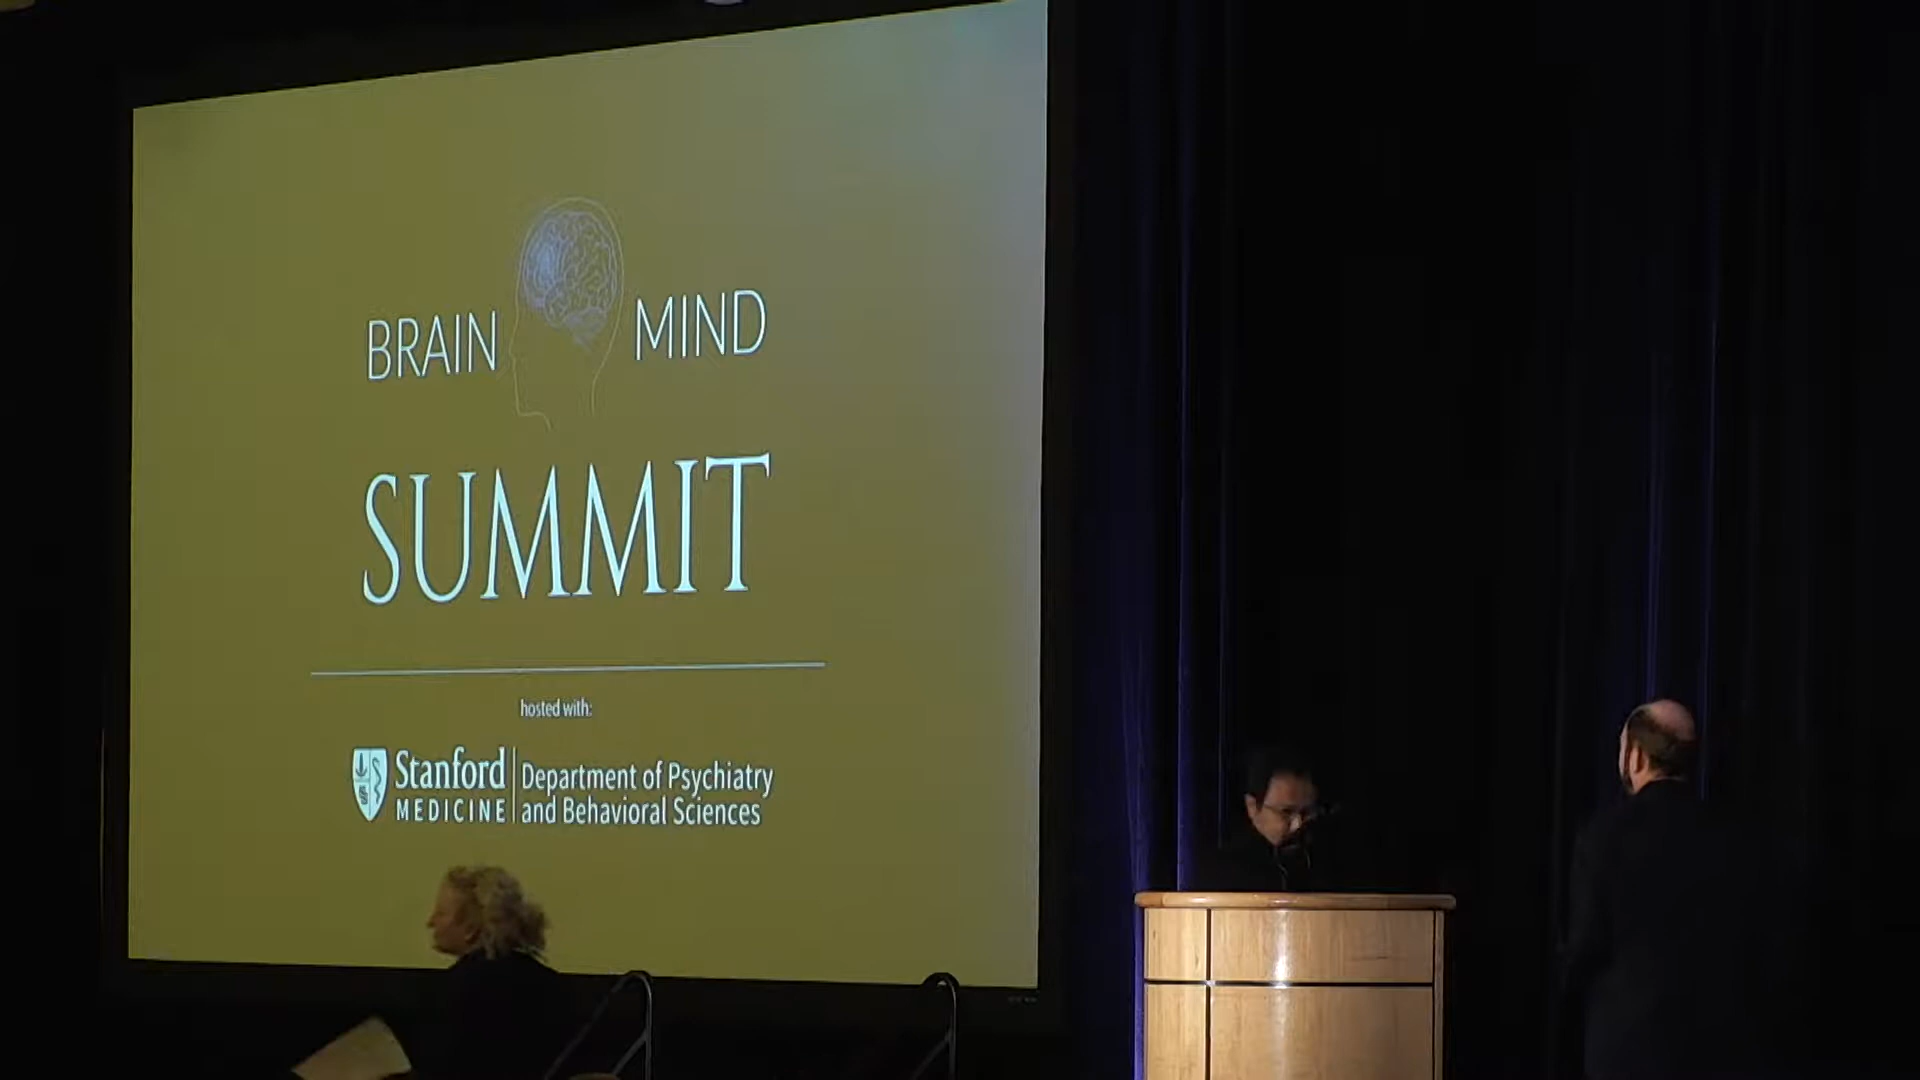 BRAIN MIND
SUMMIT
hosted with:
Stanford
MEDICINE
Department of Psychiatry
and Behavioral Sciences